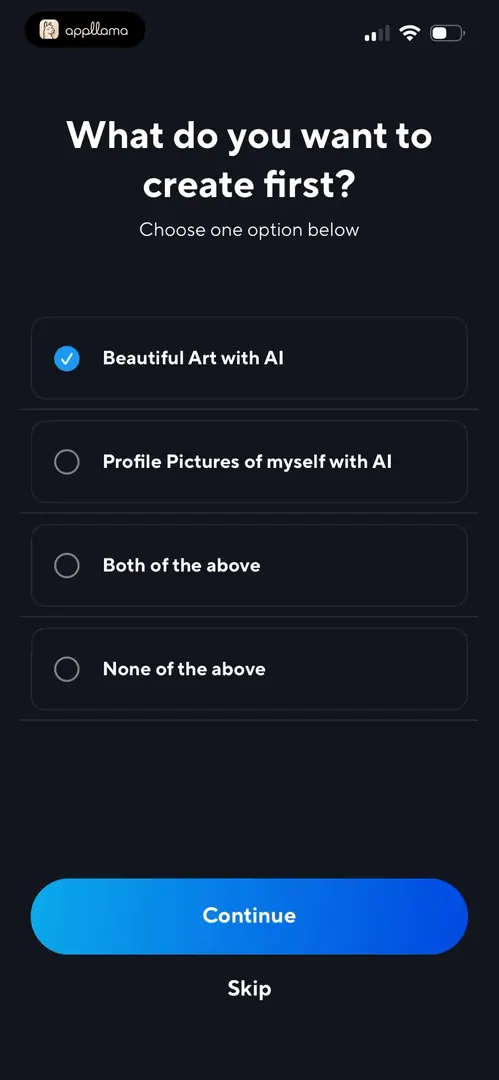 appllama
What do you want to
create first?
Choose one option below
Beautiful Art with AI
Profile Pictures of myself with AI
Both of the above
None of the above
Continue
Skip